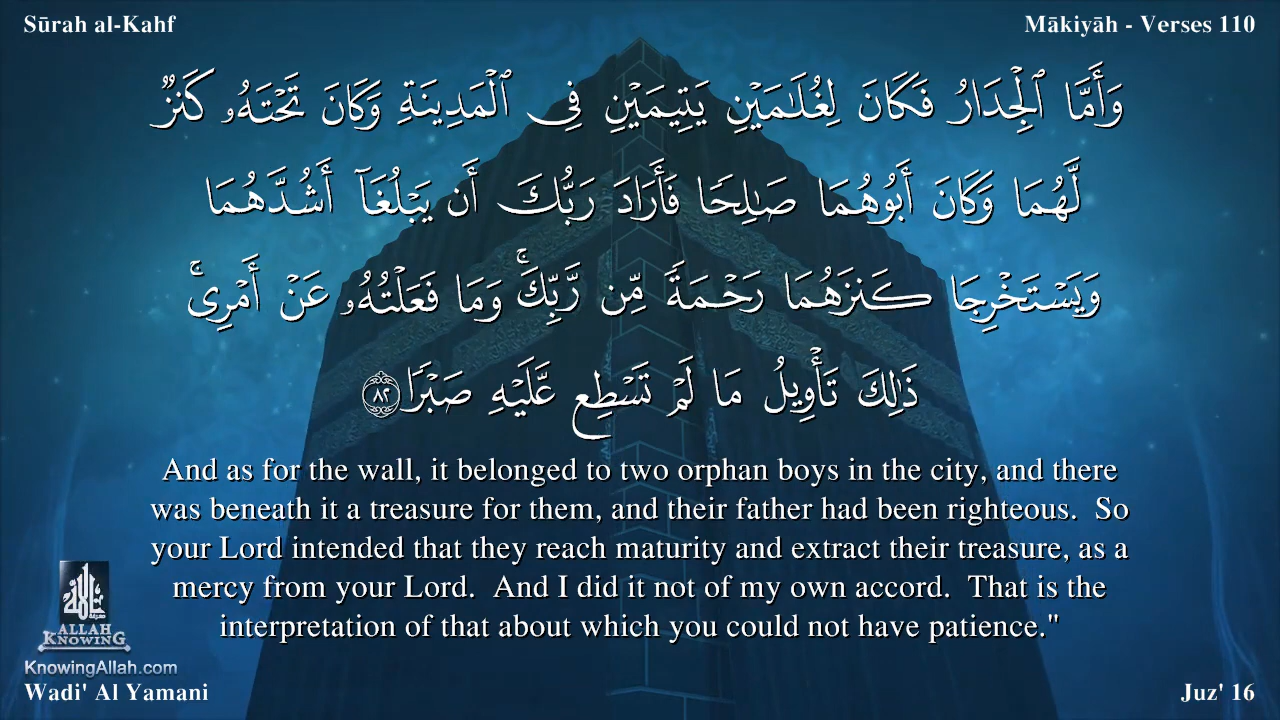 Sūrah al-Kahf
Mākiyāh - Verses 110
وَأَمَّا ٱلْجِدَارُ فَكَانَ لِغُلَـٰمَيْنِ يَتِيمَيْنِ فِى ٱلْمَدِينَةِ وَكَانَ تَحْتَهُۥ كَنزٌ
لَّهُمَا وَكَانَ أَبُوهُمَا صَـٰلِحًا فَأَرَادَ رَبُّكَ أَن يَبْلُغَآ أَشُدَّهُمَا
وَيَسْتَخْرِجَا كَنزَهُمَا رَحْمَةً مِّن رَّبِّكَ ۚ وَمَا فَعَلْتُهُۥ عَنْ أَمْرِى ۚ
ذَٰلِكَ تَأْوِيلُ مَا لَمْ تَسْطِع عَّلَيْهِ صَبْرًا ٨٢
And as for the wall, it belonged to two orphan boys in the city, and there
was beneath it a treasure for them, and their father had been righteous.  So
your Lord intended that they reach maturity and extract their treasure, as a
mercy from your Lord.  And I did it not of my own accord.  That is the
interpretation of that about which you could not have patience."
ALLAH
KNOWING
KnowingAllah.com
Wadi' Al Yamani
Juz' 16